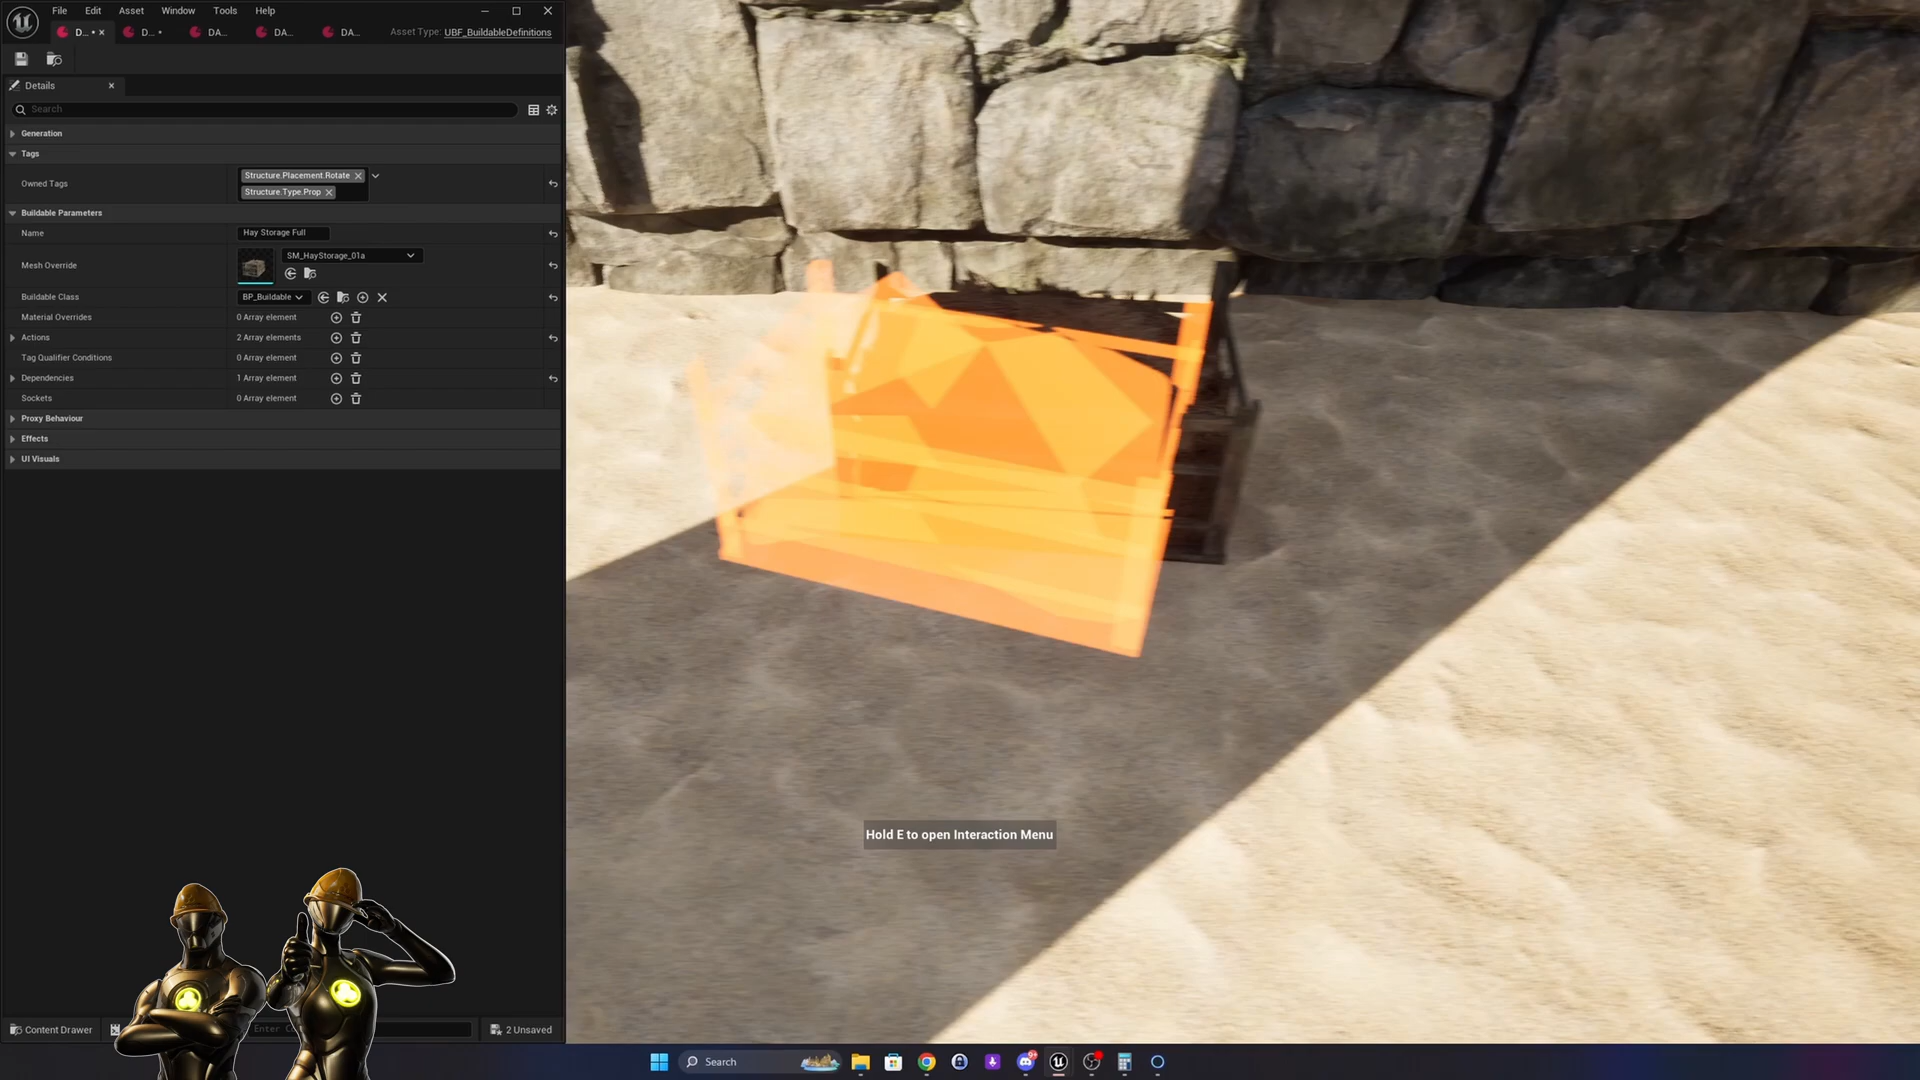 File Edit Asset Window Tools Help
D... • D... • DA... DA... DA... Asset Type: UBF_BuildableDefinitions
Details
Search
Generation
Tags
Owned Tags
Structure.Placement.Rotate
Structure.Type.Prop
Buildable Parameters
Name Hay Storage Full
Mesh Override SM_HayStorage_01a
Buildable Class BP_Buildable
Material Overrides 0 Array element
Actions 2 Array elements
Tag Qualifier Conditions 0 Array element
Dependencies 1 Array element
Sockets 0 Array element
Proxy Behaviour
Effects
UI Visuals
Hold E to open Interaction Menu
Content Drawer Enter 2 Unsaved
Search